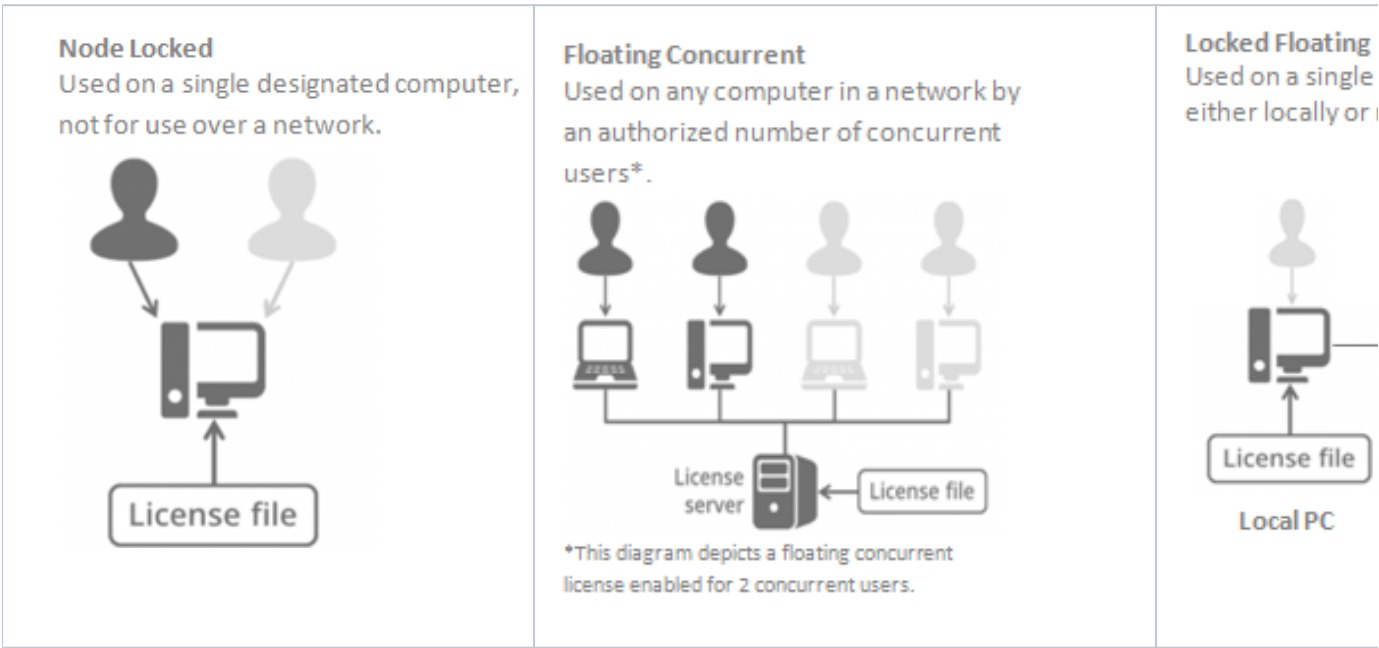 Node Locked
Used on a single designated computer,
not for use over a network.
License file
Floating Concurrent
Used on any computer in a network by
an authorized number of concurrent
users*.
License
server
License file
*This diagram depicts a floating concurrent
license enabled for 2 concurrent users.
Locked Floating
Used on a single
either locally or
License file
Local PC